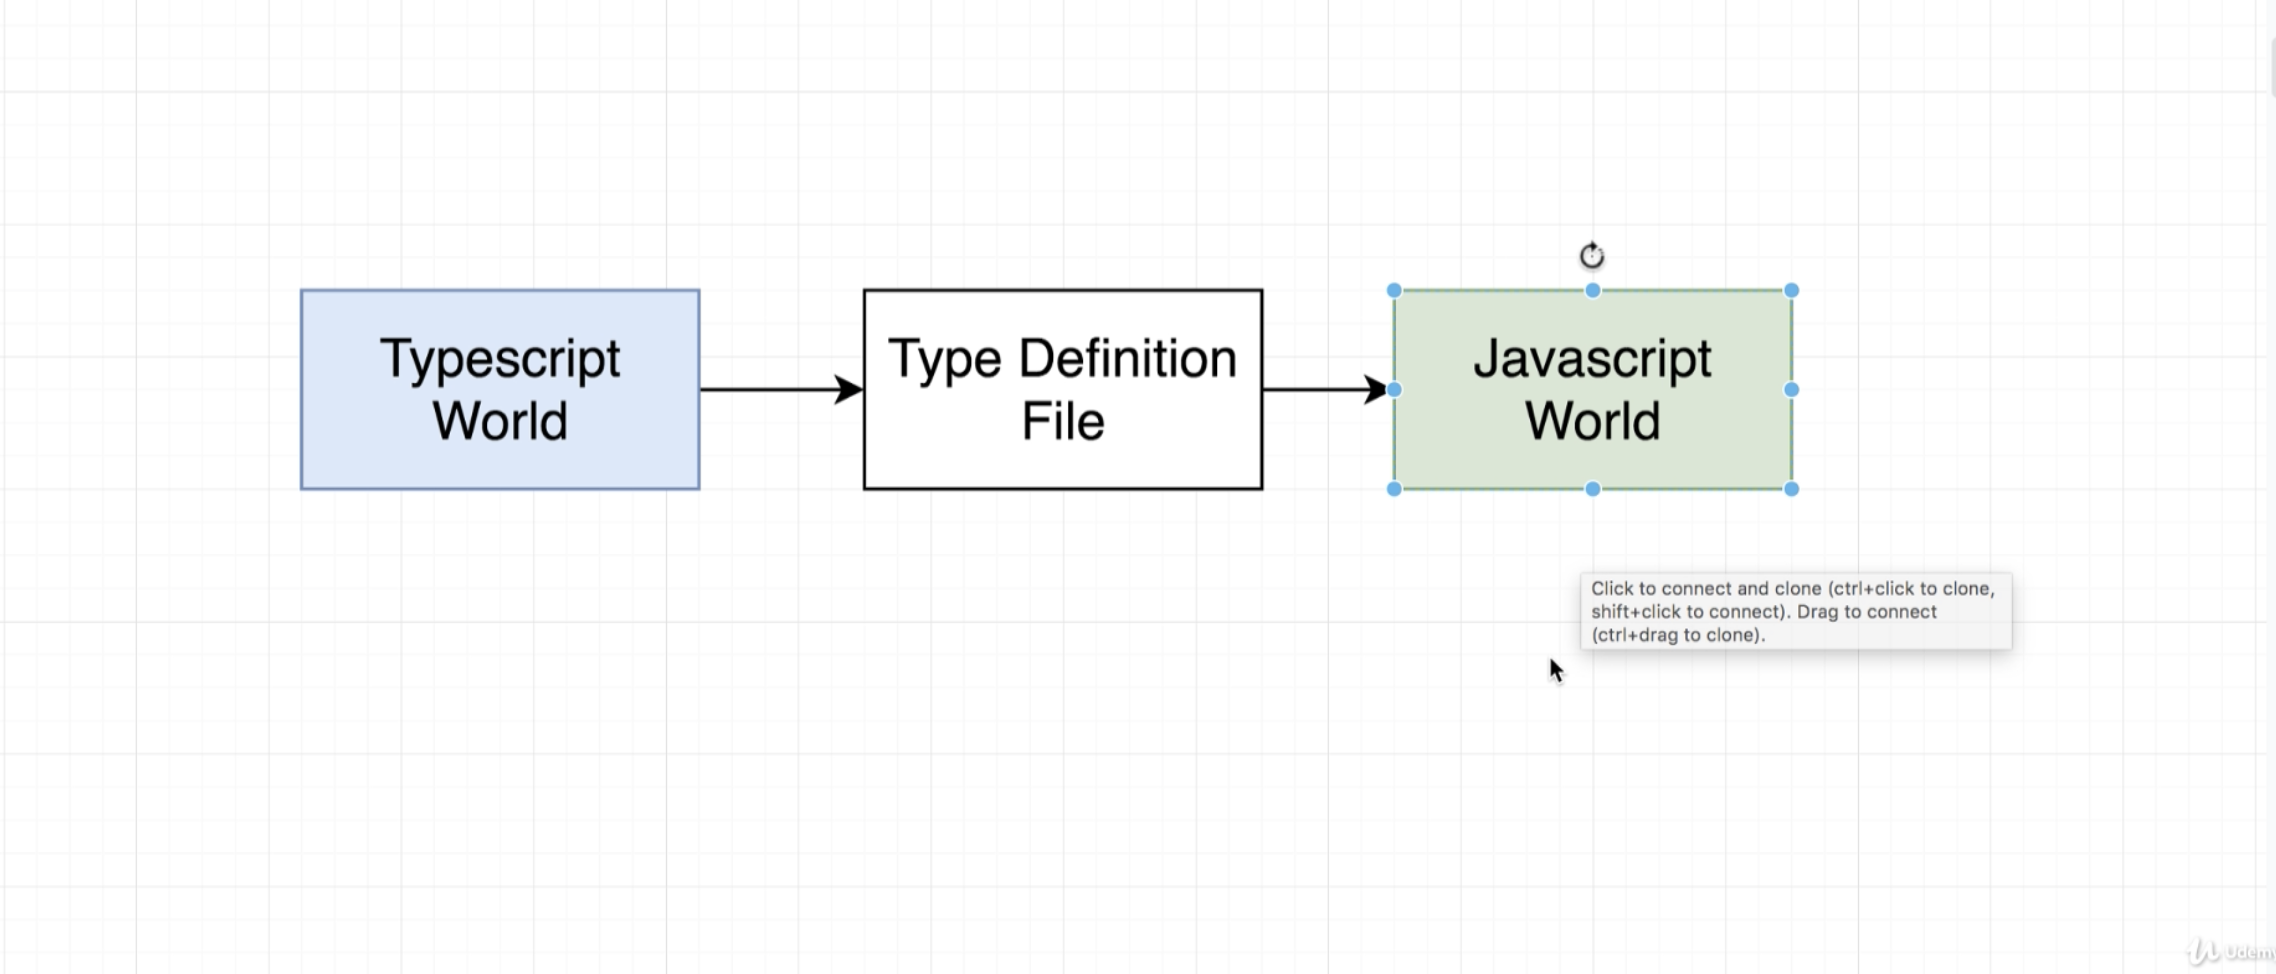 Typescript
World
Type Definition
File
Javascript
World
Click to connect and clone (ctrl+click to clone,
shift+click to connect). Drag to connect
(ctrl+drag to clone).
Udemy